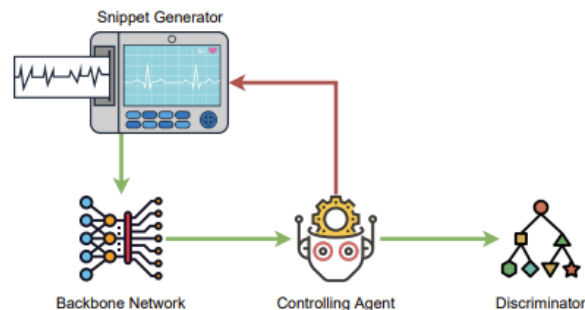 Snippet Generator
Backbone Network
Controlling Agent
Discriminator